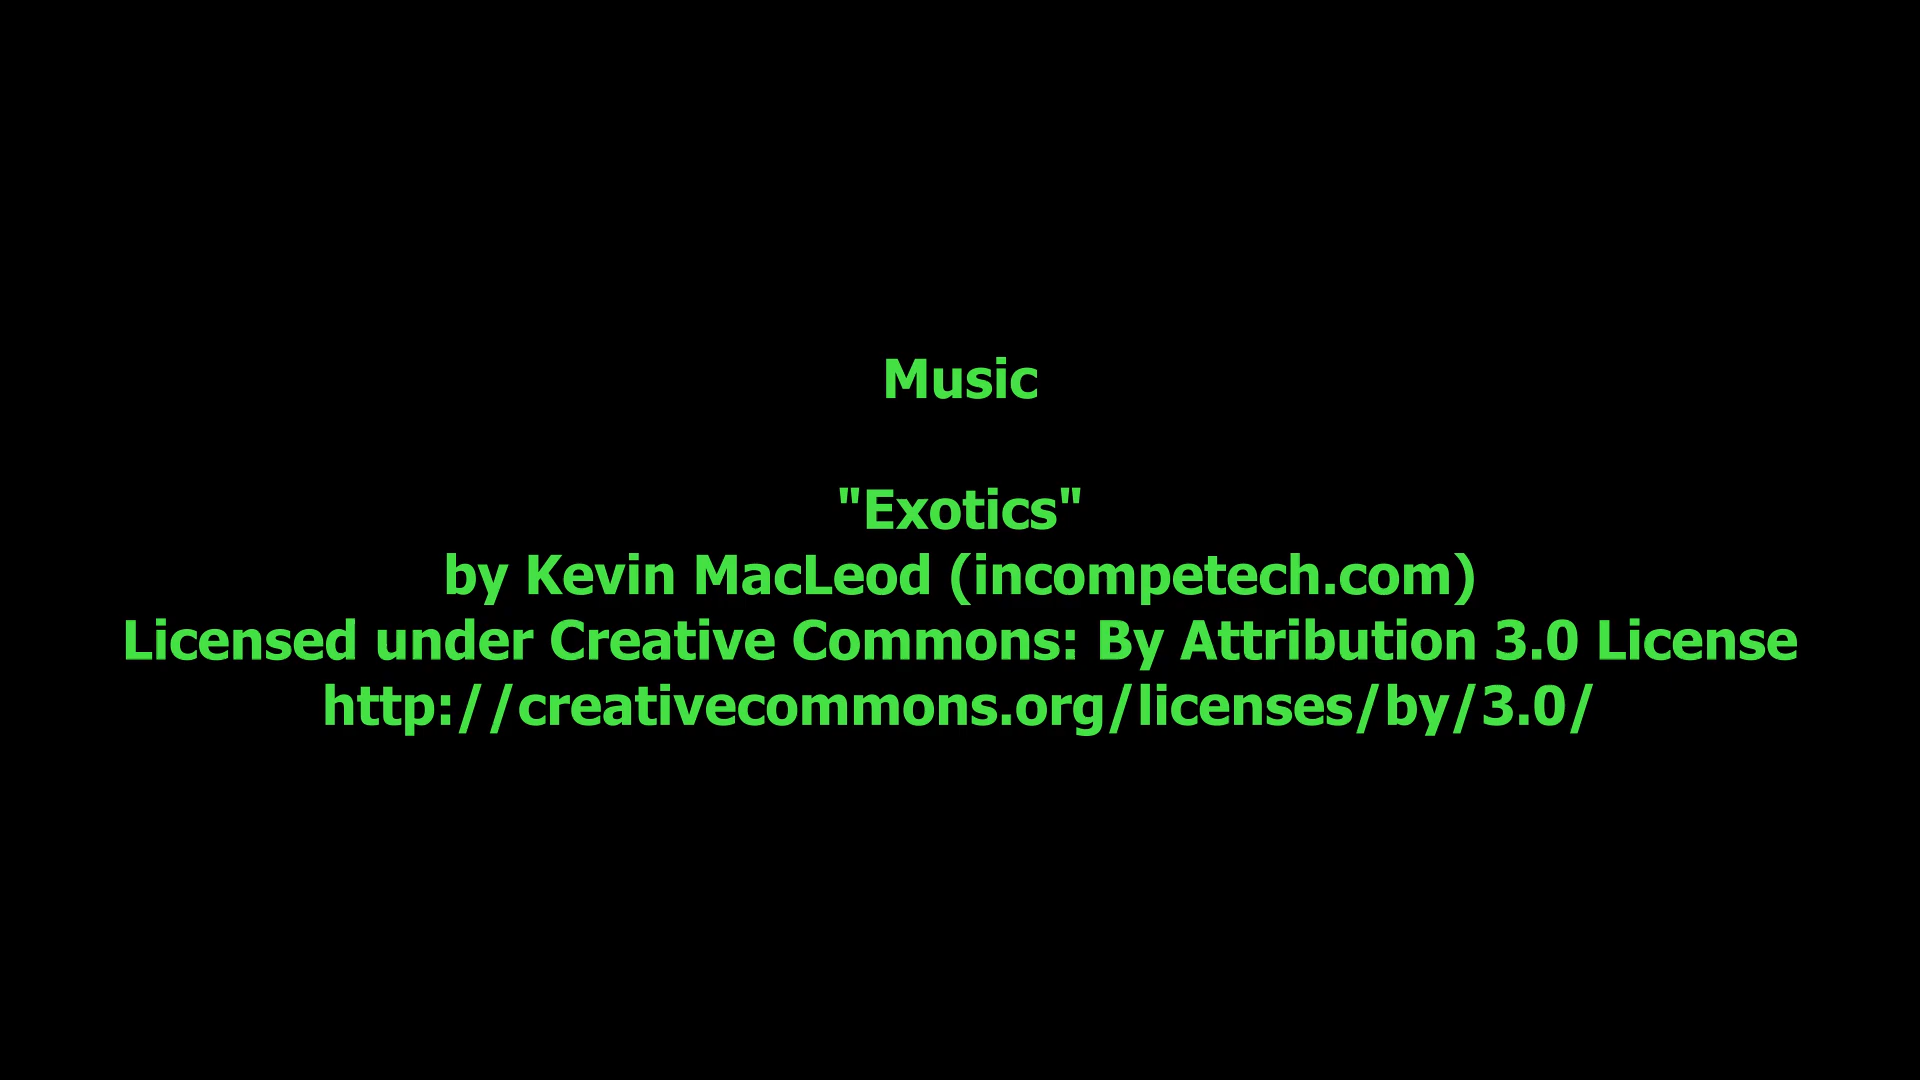 Music
"Exotics"
by Kevin MacLeod (incompetech.com)
Licensed under Creative Commons: By Attribution 3.0 License
http://creativecommons.org/licenses/by/3.0/